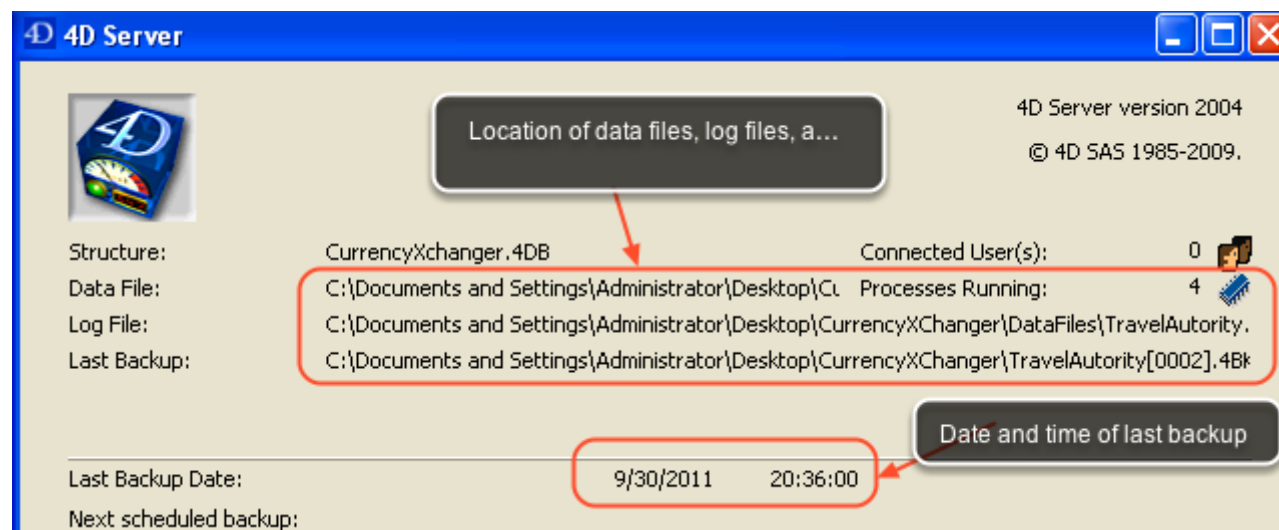 4D 4D Server
4D
Location of data files, log files, a...
4D Server version 2004
© 4D SAS 1985-2009.
Structure: CurrencyXchanger.4DB Connected User(s): 0
Data File: C:\Documents and Settings\Administrator\Desktop\Cu Processes Running: 4
Log File: C:\Documents and Settings\Administrator\Desktop\CurrencyXChanger\DataFiles\TravelAutority.
Last Backup: C:\Documents and Settings\Administrator\Desktop\CurrencyXChanger\TravelAutority[0002].4BK
Date and time of last backup
Last Backup Date: 9/30/2011 20:36:00
Next scheduled backup: